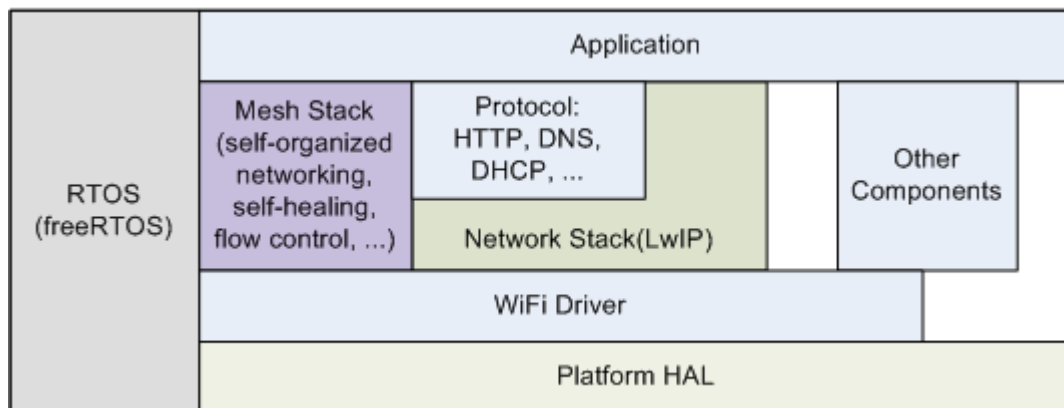 Application
Mesh Stack
(self-organized
networking,
self-healing,
flow control, ...)
Protocol:
HTTP, DNS,
DHCP, ...
Other
Components
RTOS
(freeRTOS)
Network Stack(LwIP)
WiFi Driver
Platform HAL